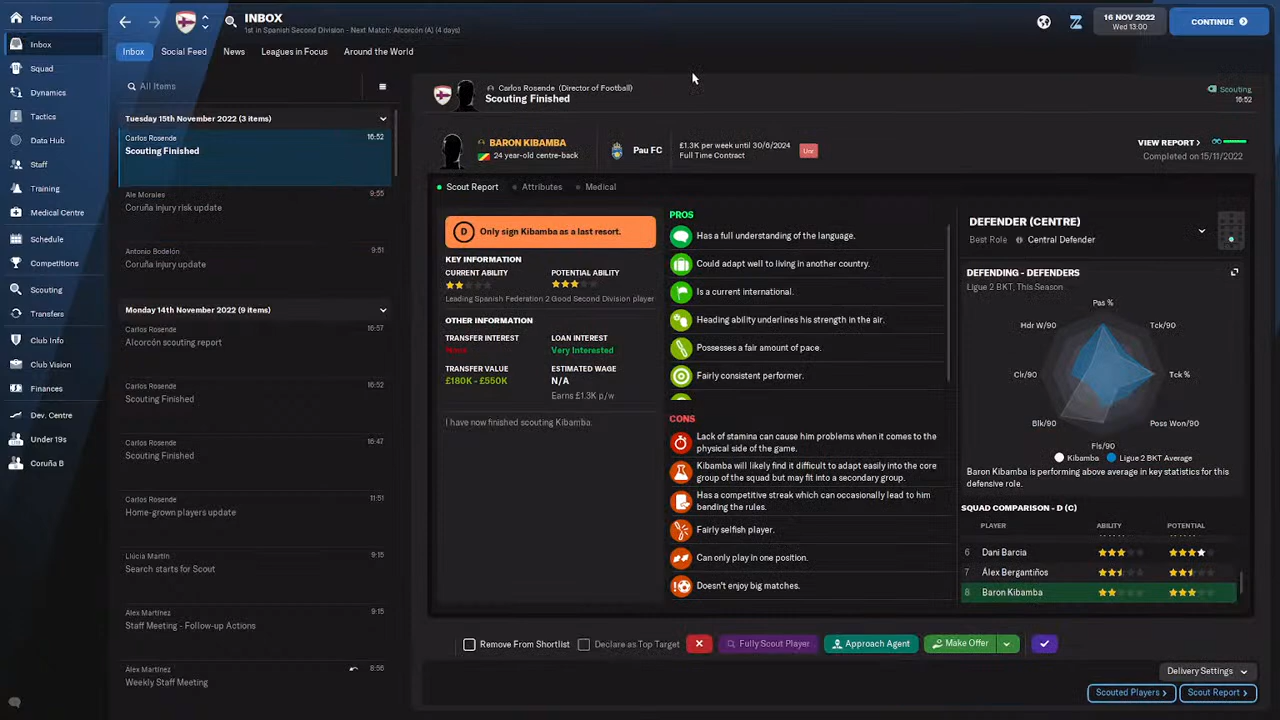 Home
Inbox
Squad
Dynamics
Tactics
Data Hub
Staff
Training
Medical Centre
Schedule
Competitions
Scouting
Transfers
Club Info
Club Vision
Finances
Dev. Centre
Under 19s
Coruña B
INBOX
1st in Spanish Second Division - Next Match: Alcorcón (A) (4 days)
16 NOV 2022
Wed 13:00
CONTINUE
Inbox
Social Feed
News
Leagues in Focus
Around the World
All Items
Tuesday 15th November 2022 (3 items)
Carlos Rosende 16:52
Scouting Finished
Ale Morales 9:55
Coruña injury risk update
Antonio Bodelón 9:51
Coruña injury update
Monday 14th November 2022 (9 items)
Carlos Rosende 16:57
Alcorcón scouting report
Carlos Rosende 16:52
Scouting Finished
Carlos Rosende 16:47
Scouting Finished
Carlos Rosende 11:51
Home-grown players update
Llúcia Martín 9:15
Search starts for Scout
Alex Martínez 9:15
Staff Meeting - Follow-up Actions
Alex Martínez 8:56
Weekly Staff Meeting
Carlos Rosende (Director of Football)
Scouting Finished
Scouting
16:52
BARON KIBAMBA
24 year-old centre-back
Pau FC
£1.3K per week until 30/6/2024
Full Time Contract
Unr
VIEW REPORT >
Completed on 15/11/2022
Scout Report
Attributes
Medical
D
Only sign Kibamba as a last resort.
KEY INFORMATION
CURRENT ABILITY
POTENTIAL ABILITY
Leading Spanish Federation 2 Good Second Division player
OTHER INFORMATION
TRANSFER INTEREST
LOAN INTEREST
Very Interested
TRANSFER VALUE
ESTIMATED WAGE
£180K - £550K
N/A
Earns £1.3K p/w
I have now finished scouting Kibamba.
PROS
Has a full understanding of the language.
Could adapt well to living in another country.
Is a current international.
Heading ability underlines his strength in the air.
Possesses a fair amount of pace.
Fairly consistent performer.
CONS
Lack of stamina can cause him problems when it comes to the
physical side of the game.
Kibamba will likely find it difficult to adapt easily into the core
group of the squad but may fit into a secondary group.
Has a competitive streak which can occasionally lead to him
bending the rules.
Fairly selfish player.
Can only play in one position.
Doesn't enjoy big matches.
DEFENDER (CENTRE)
Best Role
Central Defender
DEFENDING - DEFENDERS
Ligue 2 BKT, This Season
Pas %
Hdr W/90
Tck/90
Clr/90
Tck %
Blk/90
Poss Won/90
Fls/90
Kibamba
Ligue 2 BKT Average
Baron Kibamba is performing above average in key statistics for this
defensive role.
SQUAD COMPARISON - D (C)
PLAYER
ABILITY
POTENTIAL
6 Dani Barcia
7 Álex Bergantiños
8 Baron Kibamba
Remove From Shortlist
Declare as Top Target
Fully Scout Player
Approach Agent
Make Offer
Delivery Settings
Scouted Players >
Scout Report >